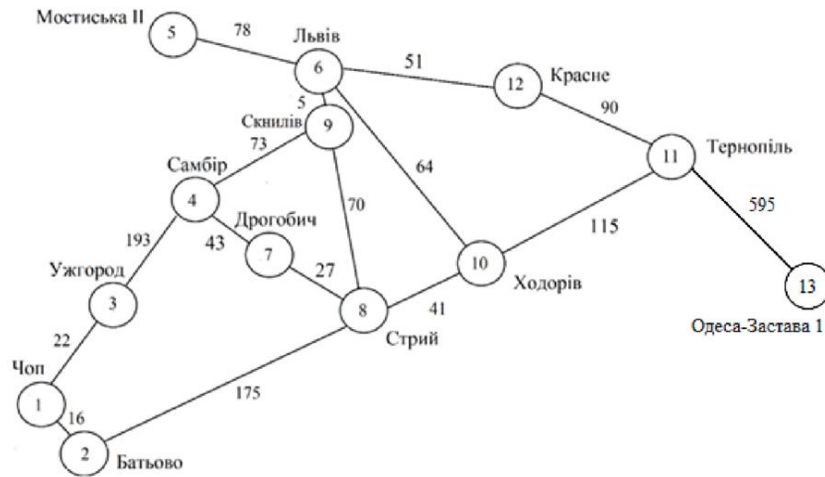 Мостиська II
5
78
Львів
6
51
Красне
12
5
Скнилів
9
90
Тернопіль
11
73
Самбір
4
64
70
595
193
Дрогобич
43
7
115
Ужгород
27
10
Ходорів
3
41
13
8
Стрий
Одеса-Застава 1
22
Чоп
1
175
16
2
Батьово